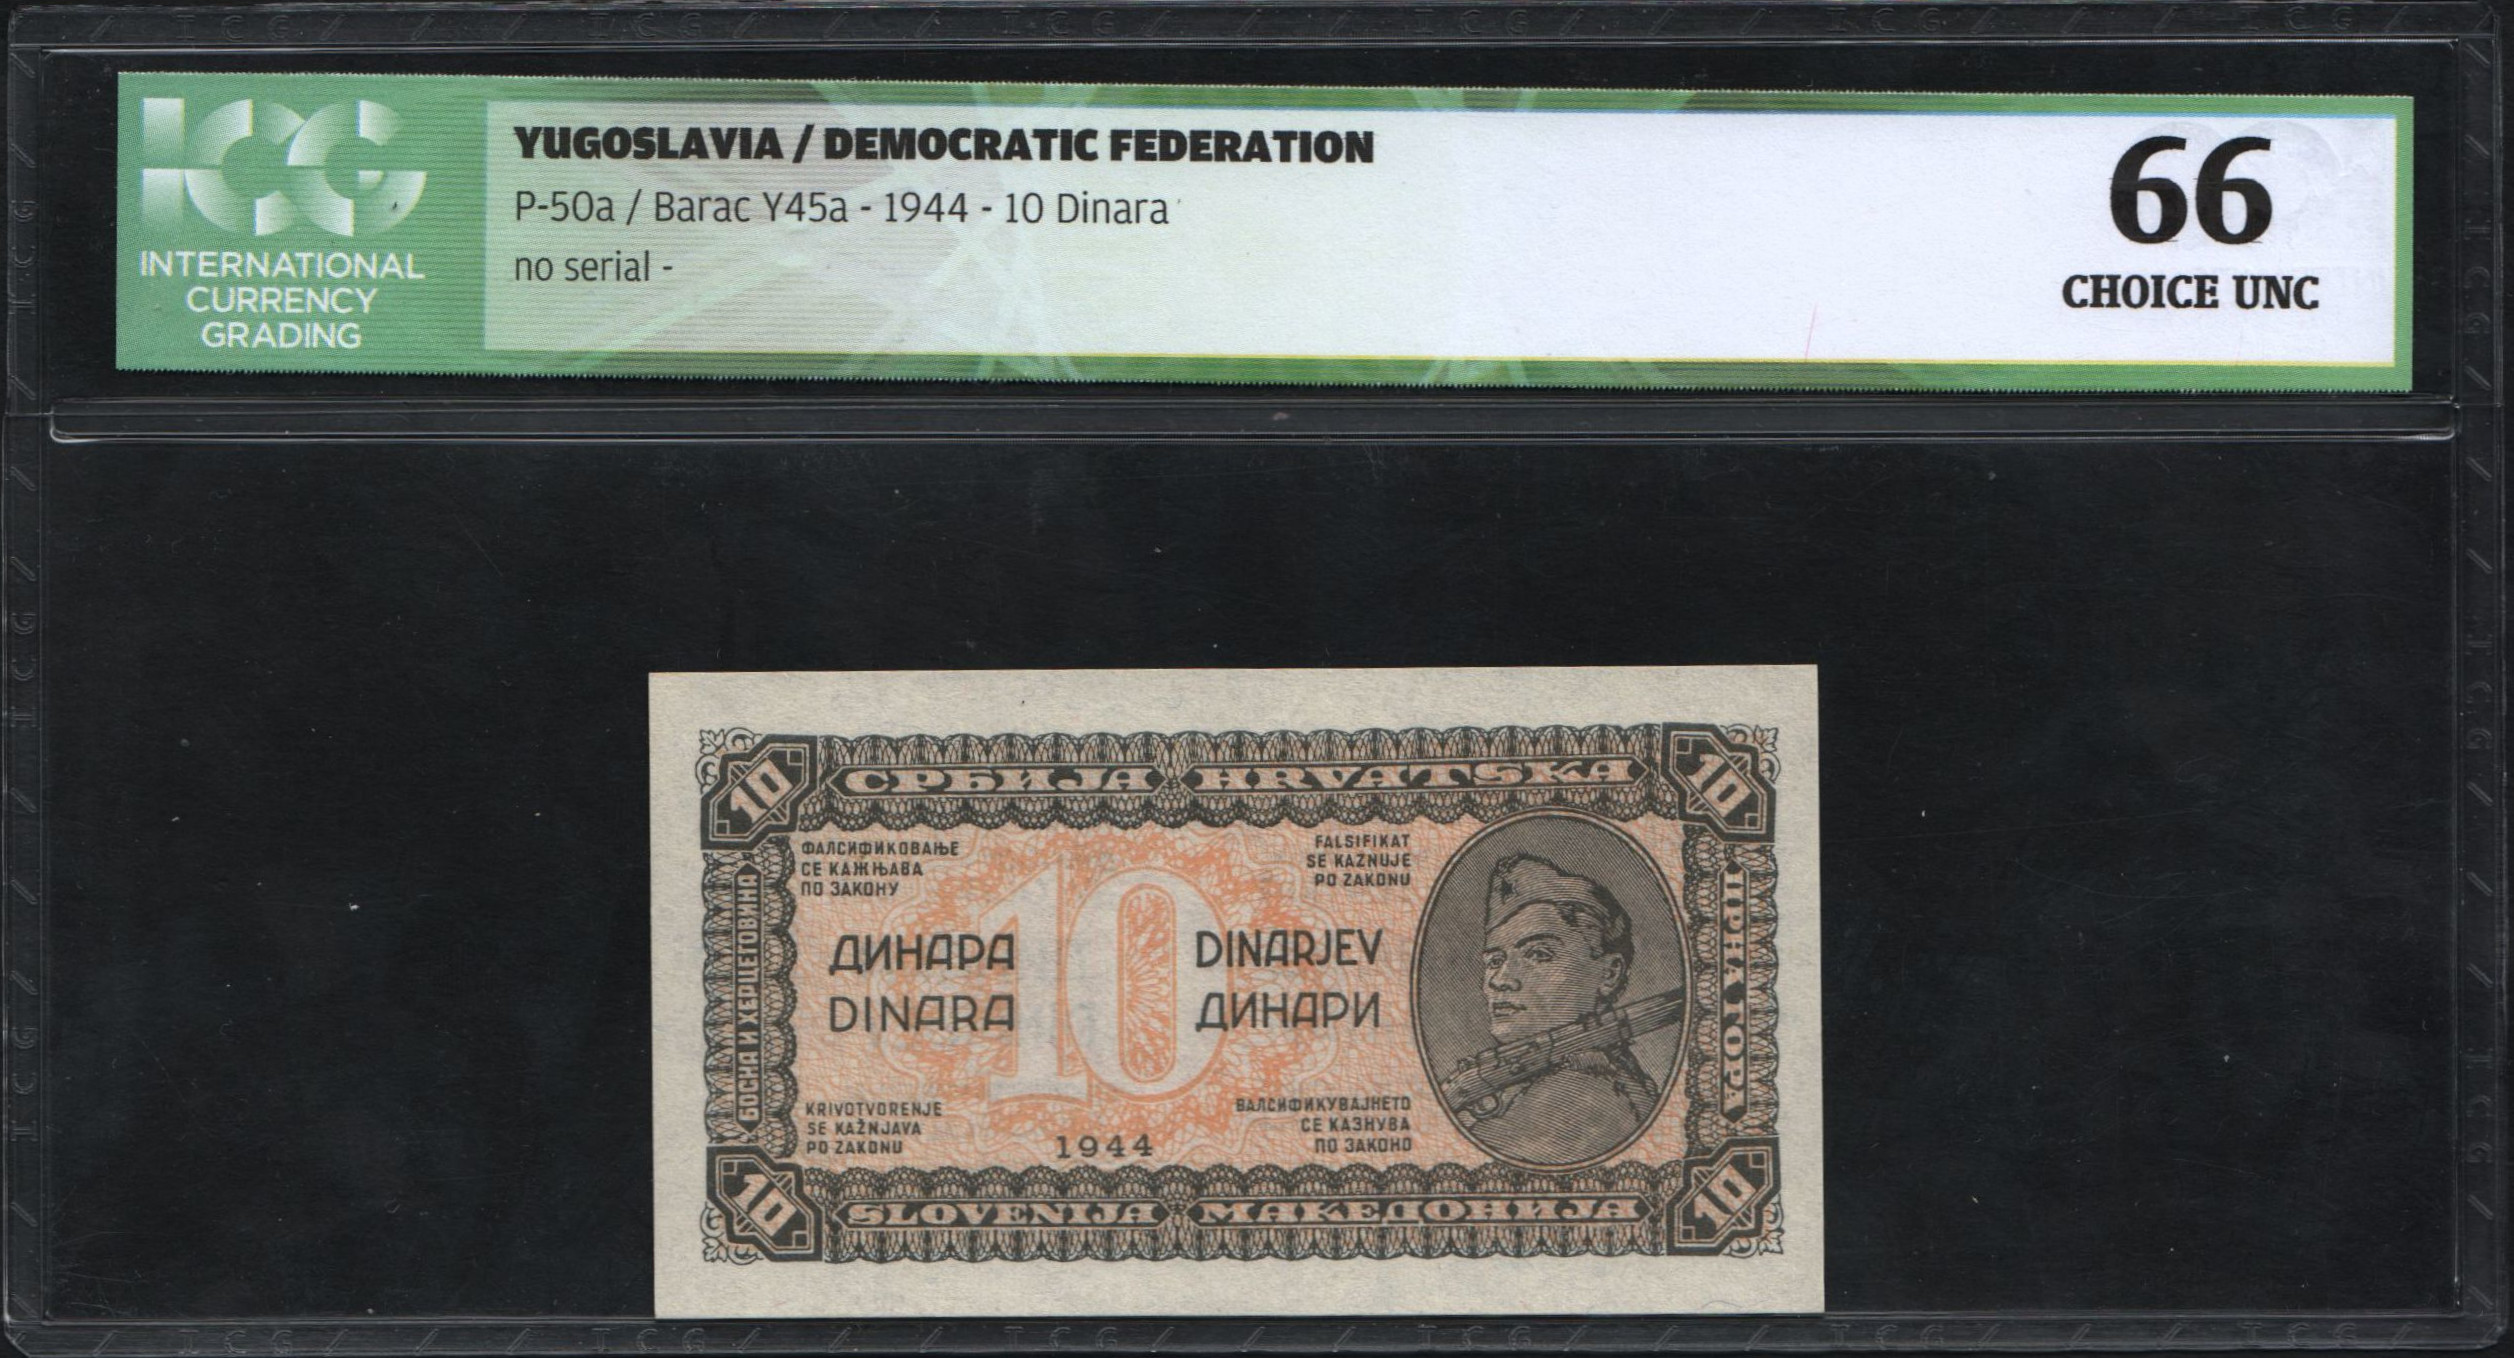 ICG
INTERNATIONAL
CURRENCY
GRADING
YUGOSLAVIA / DEMOCRATIC FEDERATION
P-50a / Barac Y45a - 1944 - 10 Dinara
no serial -
66
CHOICE UNC
10
СРБИЈА HRVATSKA
10
БОСНА И ХЕРЦЕГОВИНА
ФАЛСИФИКОВАЊЕ
СЕ КАЖЊАВА
ПО ЗАКОНУ
FALSIFIKAT
SE KAZNUJE
PO ZAKONU
10
ДИНАРА
DINARA
DINARJEV
ДИНАРИ
KRIVOTVORENJE
SE KAŽNJAVA
PO ZAKONU
1944
ВАЛСИФИКУВАЈНЕТО
СЕ КАЗНУВА
ПО ЗАКОНО
ЦРНА ГОРА
10
SLOVENIJA МАКЕДОНИЈА
10